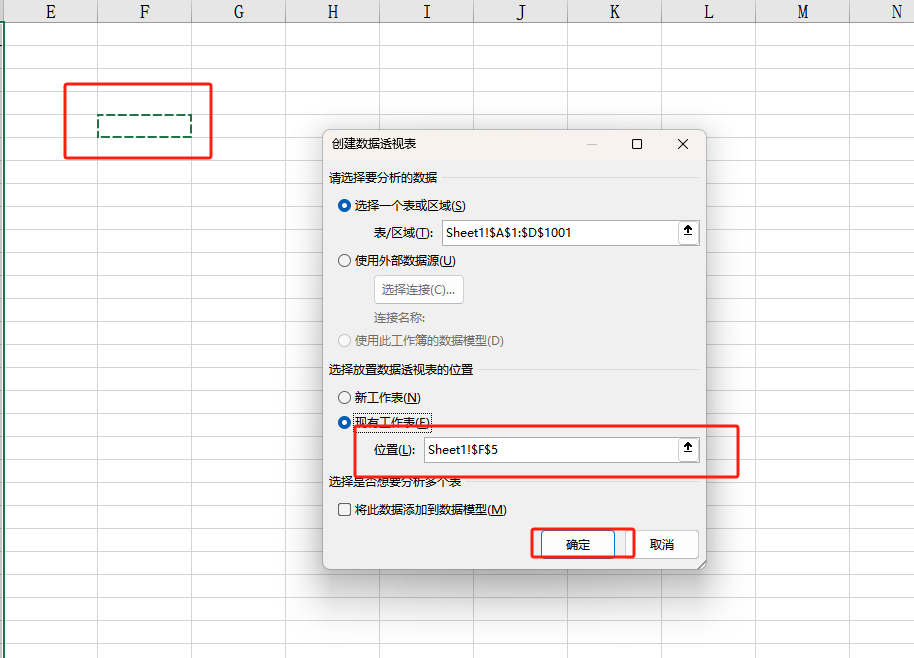 E F G H I J K L M N
创建数据透视表
请选择要分析的数据
选择一个表或区域(S)
表/区域(T): Sheet1!$A$1:$D$1001
使用外部数据源(U)
选择连接(C)...
连接名称:
使用此工作簿的数据模型(D)
选择放置数据透视表的位置
新工作表(N)
现有工作表(E)
位置(L): Sheet1!$F$5
选择是否想要分析多个表
将此数据添加到数据模型(M)
确定 取消